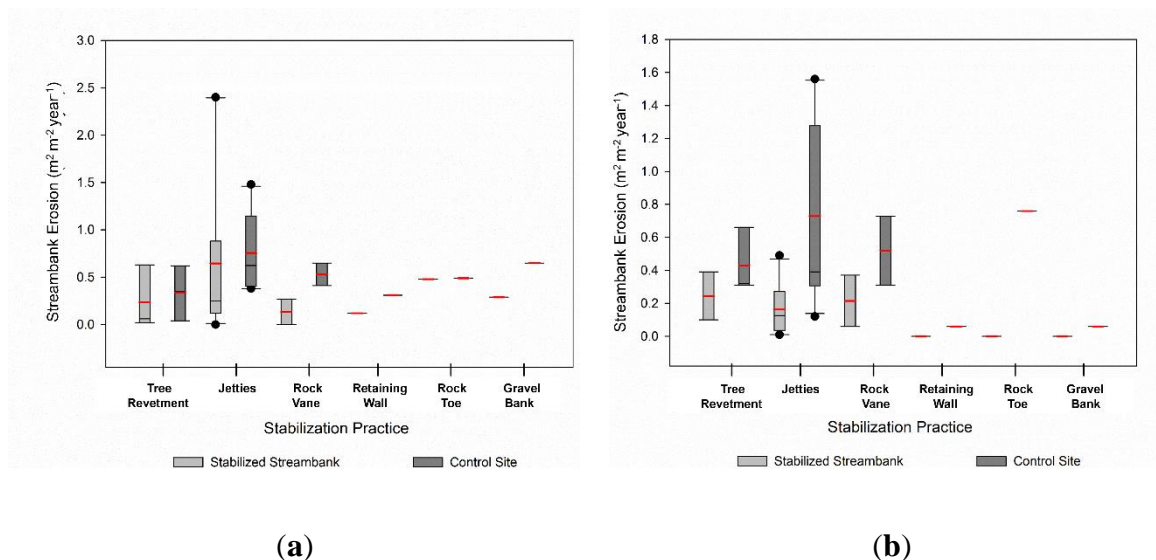 3.0
2.5
2.0
1.5
1.0
0.5
0.0
Streambank Erosion (m² m⁻² year⁻¹)
Tree Revetment
Jetties
Rock Vane
Retaining Wall
Rock Toe
Gravel Bank
Stabilization Practice
Stabilized Streambank
Control Site
(a)
1.8
1.6
1.4
1.2
1.0
0.8
0.6
0.4
0.2
0.0
Streambank Erosion (m² m⁻² year⁻¹)
Tree Revetment
Jetties
Rock Vane
Retaining Wall
Rock Toe
Gravel Bank
Stabilization Practice
Stabilized Streambank
Control Site
(b)